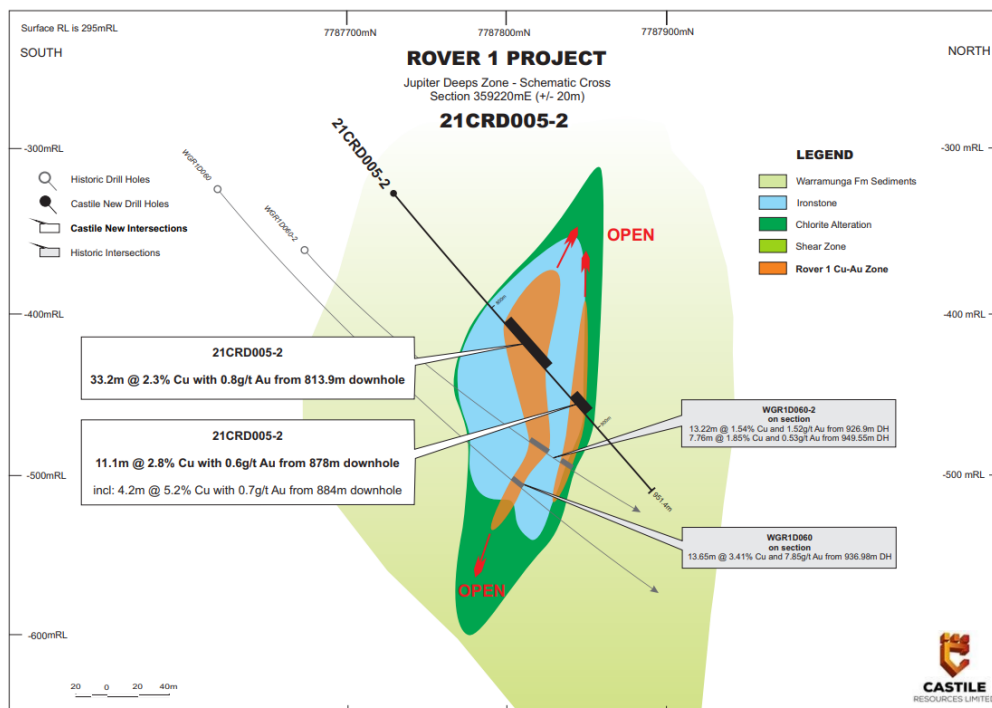 Surface RL is 295mRL
7787700mN
7787800mN
7787900mN
SOUTH
NORTH
ROVER 1 PROJECT
Jupiter Deeps Zone - Schematic Cross
Section 359220mE (+/- 20m)
21CRD005-2
-300mRL
-300 mRL
Historic Drill Holes
Castile New Drill Holes
Castile New Intersections
Historic Intersections
WGR1D060
WGR1D060-2
21CRD005-2
LEGEND
Warramunga Fm Sediments
Ironstone
Chlorite Alteration
Shear Zone
Rover 1 Cu-Au Zone
OPEN
800m
-400mRL
-400 mRL
21CRD005-2
33.2m @ 2.3% Cu with 0.8g/t Au from 813.9m downhole
21CRD005-2
11.1m @ 2.8% Cu with 0.6g/t Au from 878m downhole
incl: 4.2m @ 5.2% Cu with 0.7g/t Au from 884m downhole
900m
WGR1D060-2
on section
13.22m @ 1.54% Cu and 1.52g/t Au from 926.9m DH
7.76m @ 1.85% Cu and 0.53g/t Au from 949.55m DH
-500mRL
-500 mRL
951.4m
WGR1D060
on section
13.65m @ 3.41% Cu and 7.85g/t Au from 936.98m DH
OPEN
-600mRL
20 0 20 40m
CASTILE
RESOURCES LIMITED